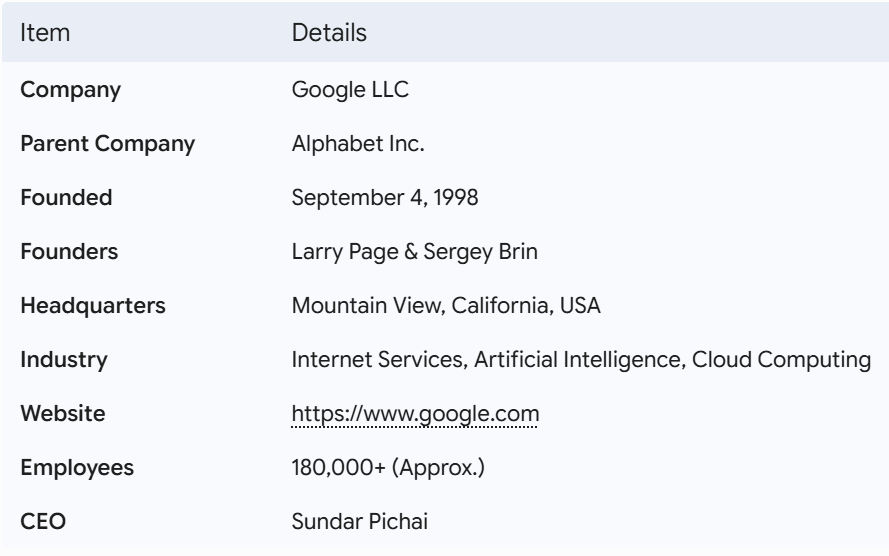 Item Details
Company Google LLC
Parent Company Alphabet Inc.
Founded September 4, 1998
Founders Larry Page & Sergey Brin
Headquarters Mountain View, California, USA
Industry Internet Services, Artificial Intelligence, Cloud Computing
Website https://www.google.com
Employees 180,000+ (Approx.)
CEO Sundar Pichai